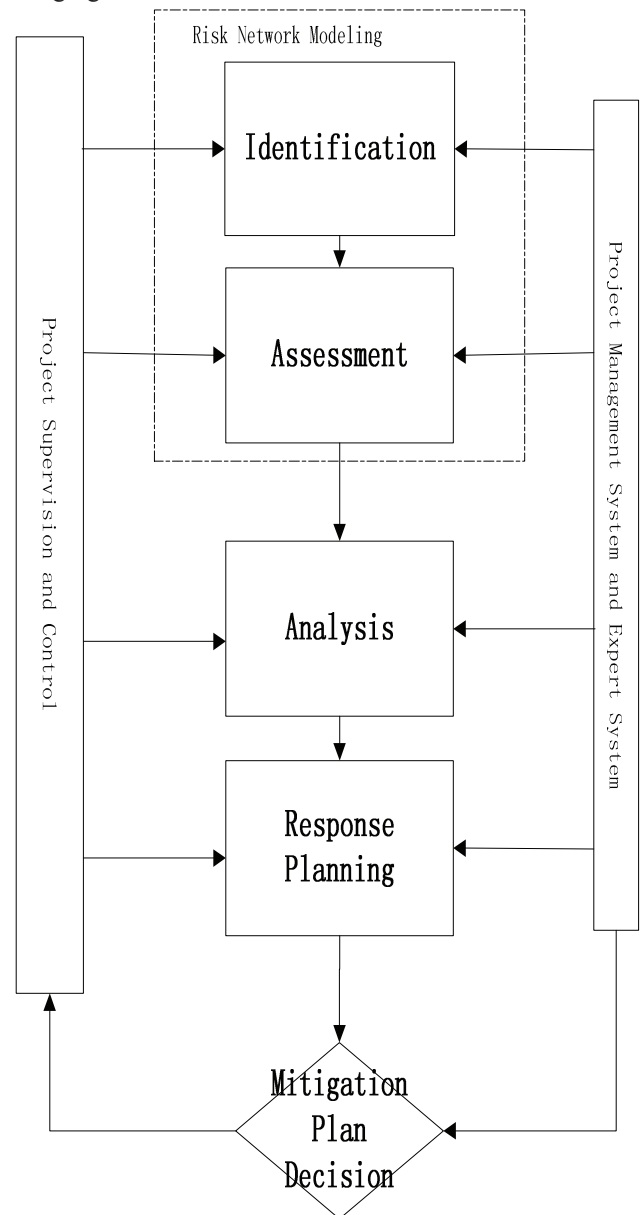 Risk Network Modeling
Identification
Assessment
Analysis
Response
Planning
Mitigation
Plan
Decision
Project Supervision and Control
Project Management System and Expert System